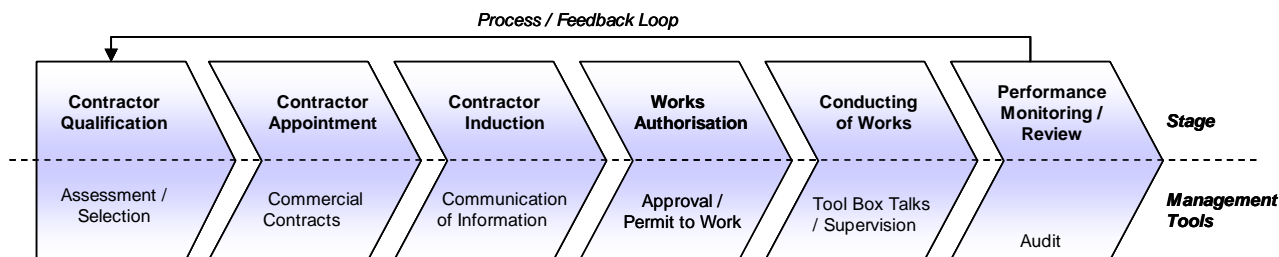 Process / Feedback Loop
Contractor
Qualification
Contractor
Appointment
Contractor
Induction
Works
Authorisation
Conducting
of Works
Performance
Monitoring /
Review
Stage
Assessment /
Selection
Commercial
Contracts
Communication
of Information
Approval /
Permit to Work
Tool Box Talks
/ Supervision
Audit
Management
Tools